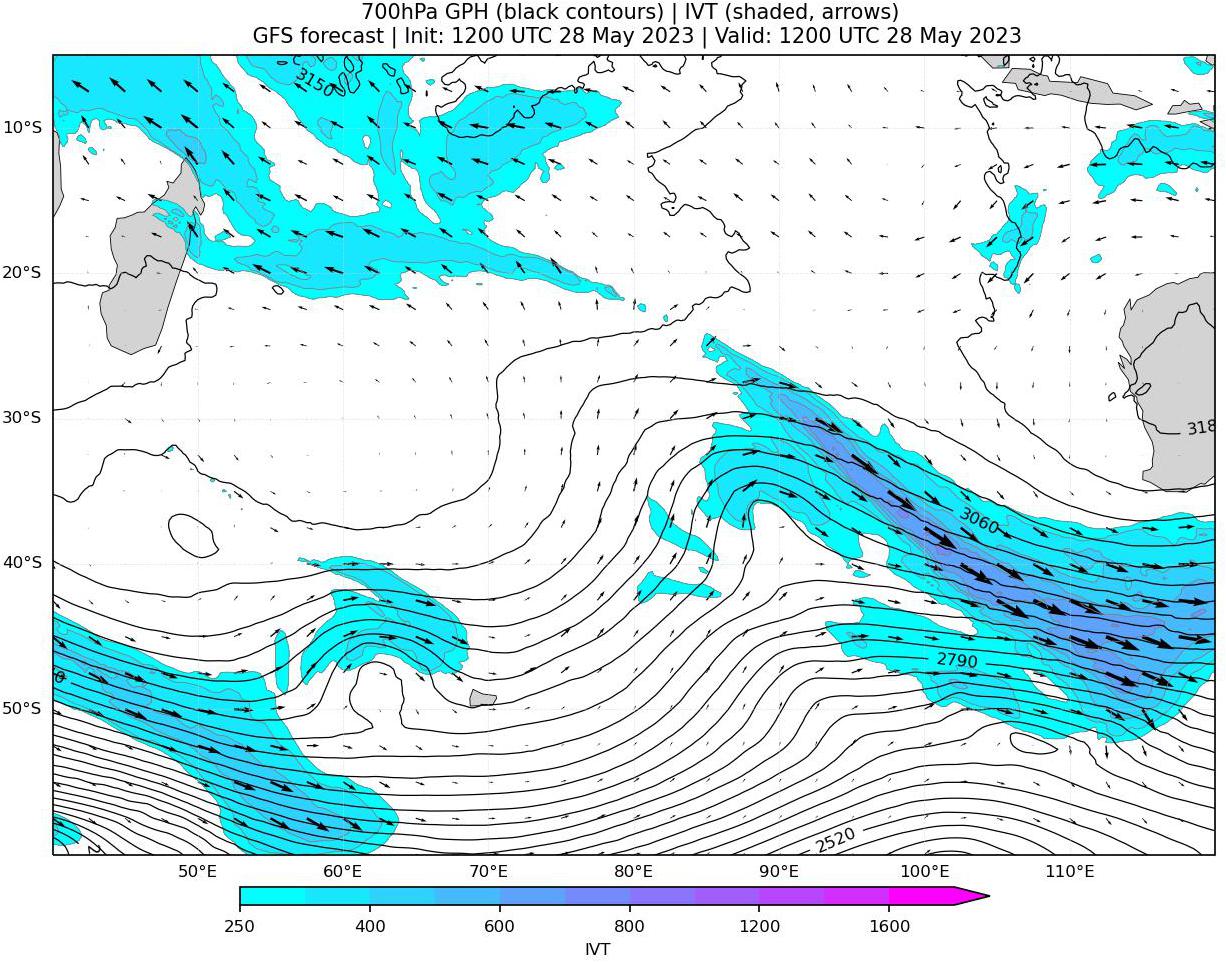 700hPa GPH (black contours) | IVT (shaded, arrows)
GFS forecast | Init: 1200 UTC 28 May 2023 | Valid: 1200 UTC 28 May 2023
3150
10°S
20°S
30°S
318
3060
40°S
2790
0
50°S
2520
2
50°E 60°E 70°E 80°E 90°E 100°E 110°E
250 400 600 800 1200 1600
IVT